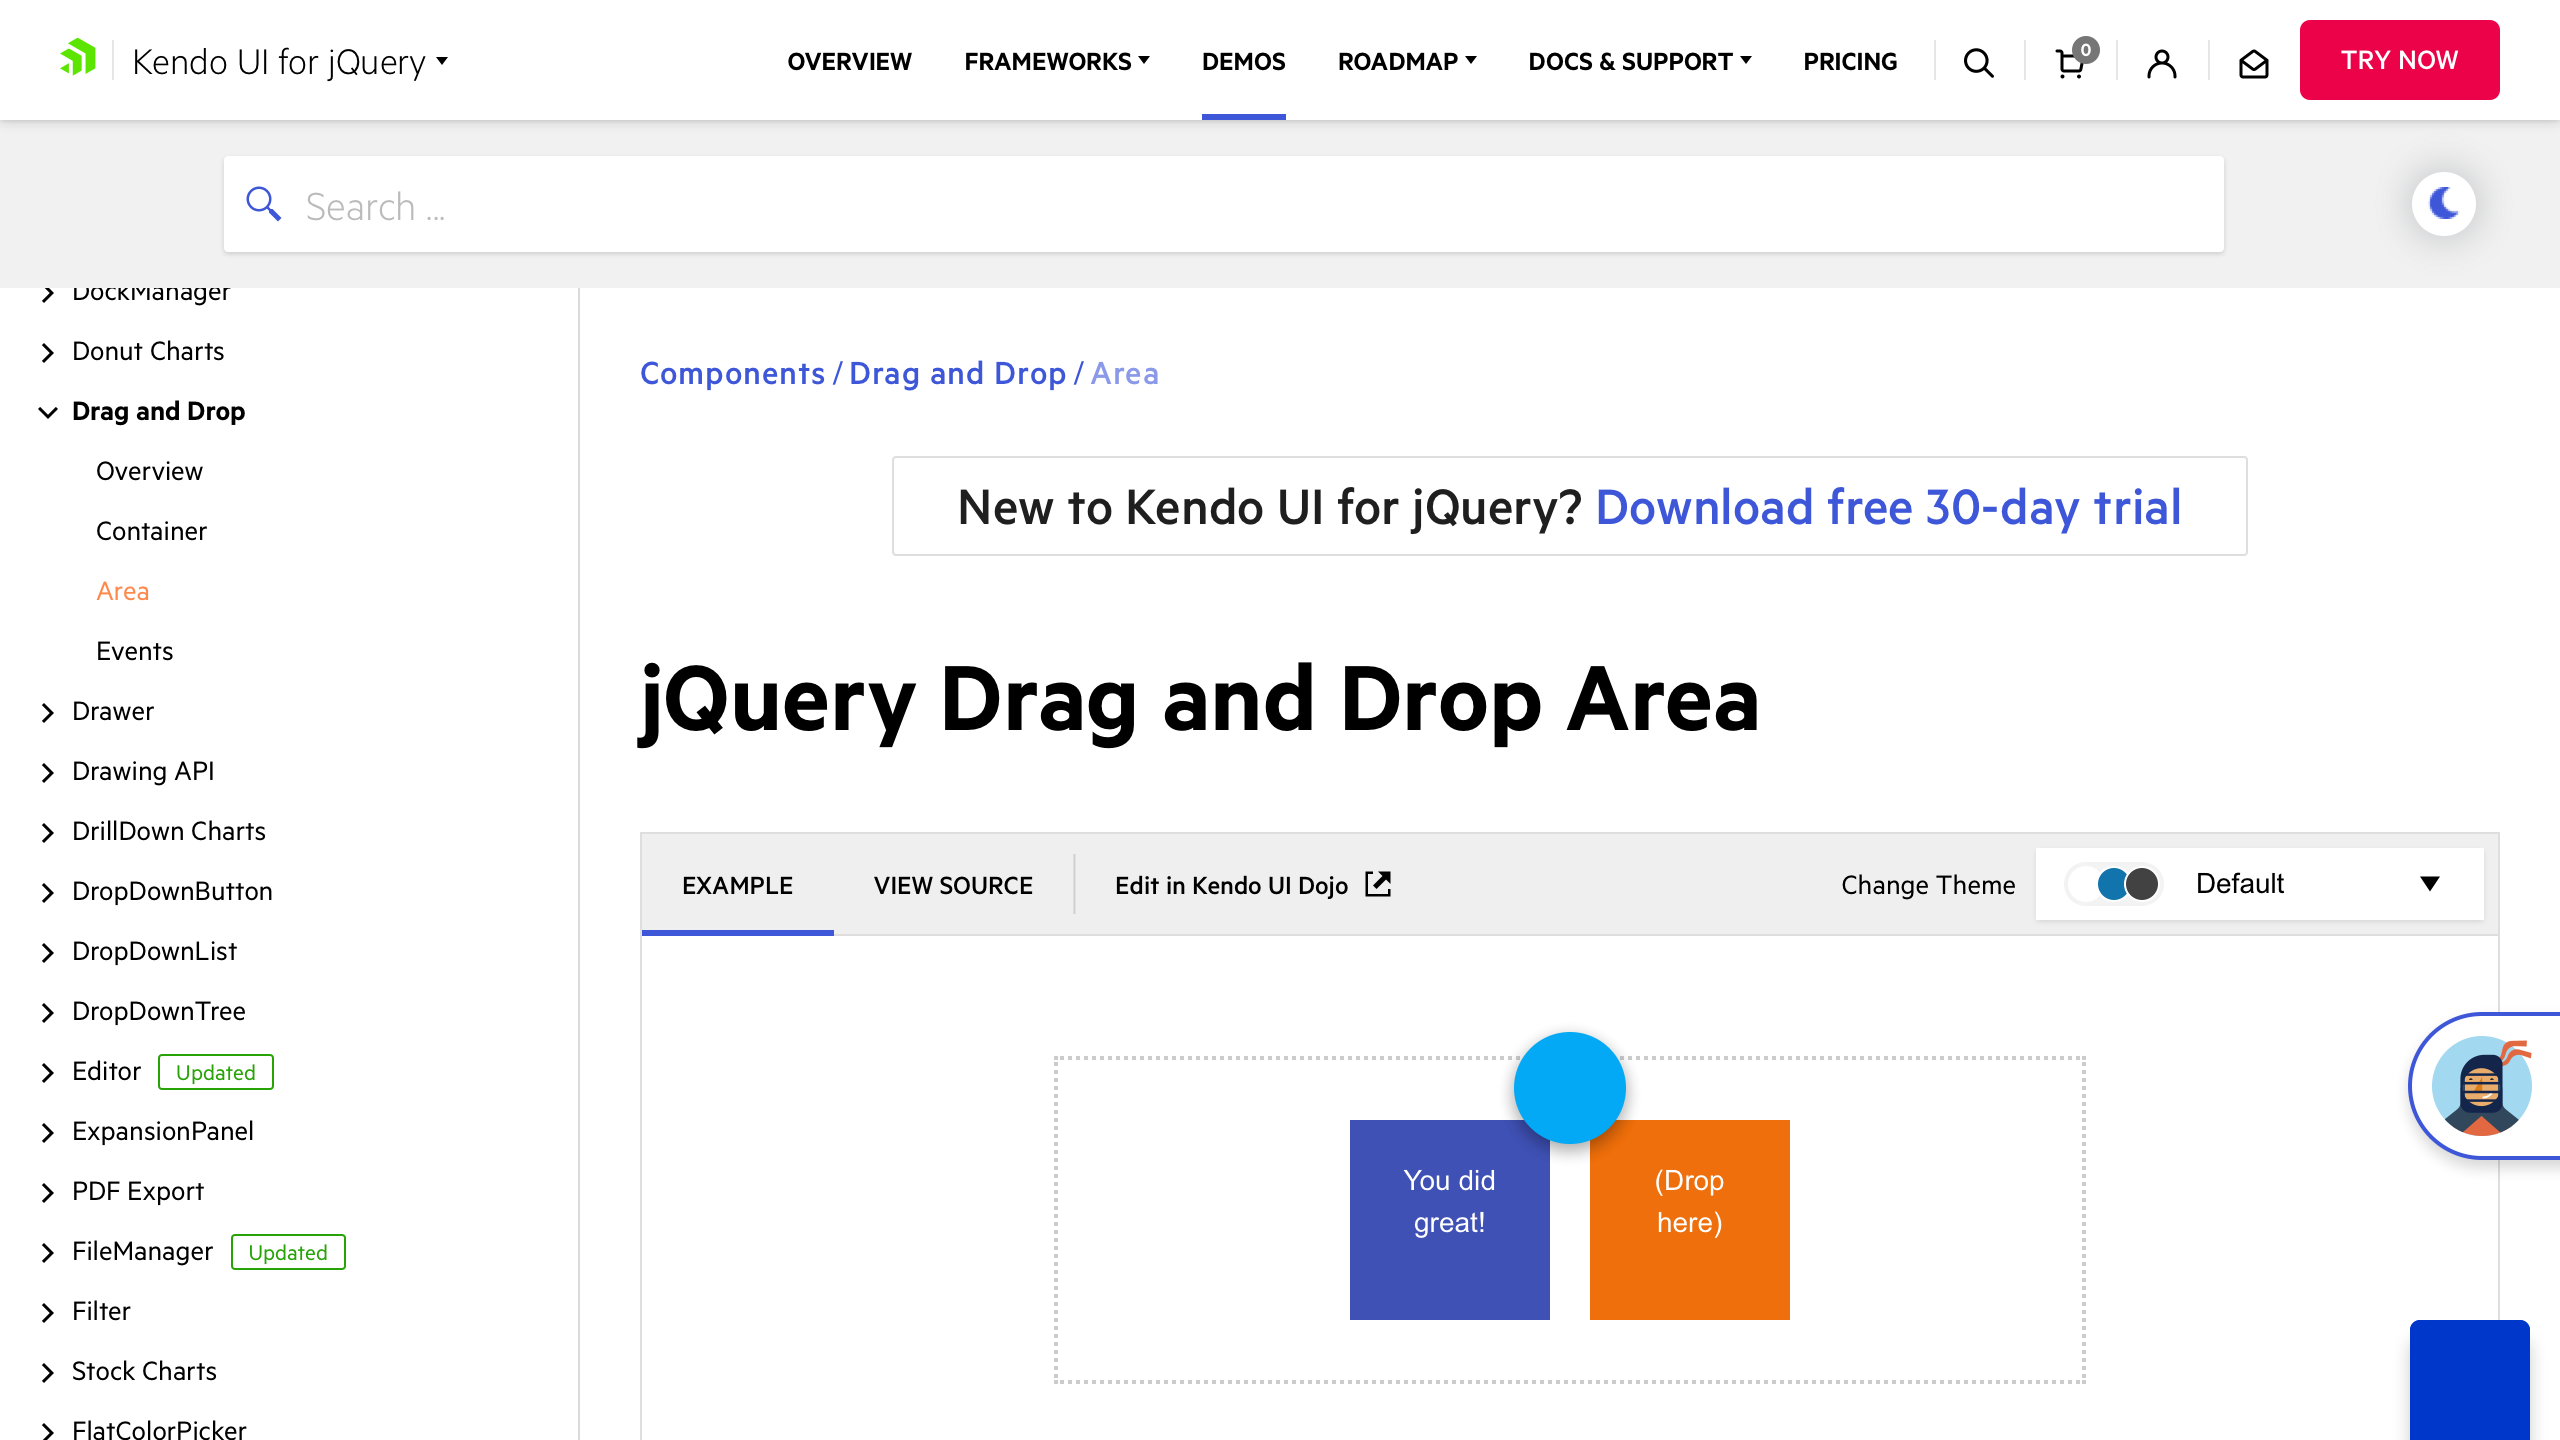 Kendo UI for jQuery
OVERVIEW FRAMEWORKS DEMOS ROADMAP DOCS & SUPPORT PRICING 0 TRY NOW
Search ...
DockManager
Donut Charts
Drag and Drop
Overview
Container
Area
Events
Drawer
Drawing API
DrillDown Charts
DropDownButton
DropDownList
DropDownTree
Editor Updated
ExpansionPanel
PDF Export
FileManager Updated
Filter
Stock Charts
FlatColorPicker
Components / Drag and Drop / Area
New to Kendo UI for jQuery? Download free 30-day trial
jQuery Drag and Drop Area
EXAMPLE VIEW SOURCE Edit in Kendo UI Dojo Change Theme Default
You did
great!
(Drop
here)